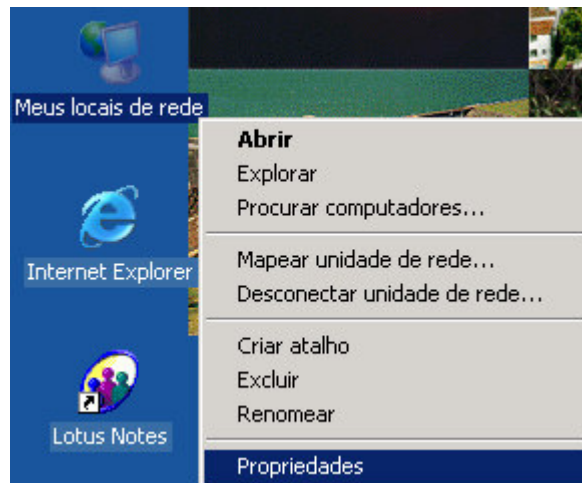 Meus locais de rede
Abrir
Explorar
Procurar computadores...
Internet Explorer
Mapear unidade de rede...
Desconectar unidade de rede...
Criar atalho
Excluir
Renomear
Lotus Notes
Propriedades